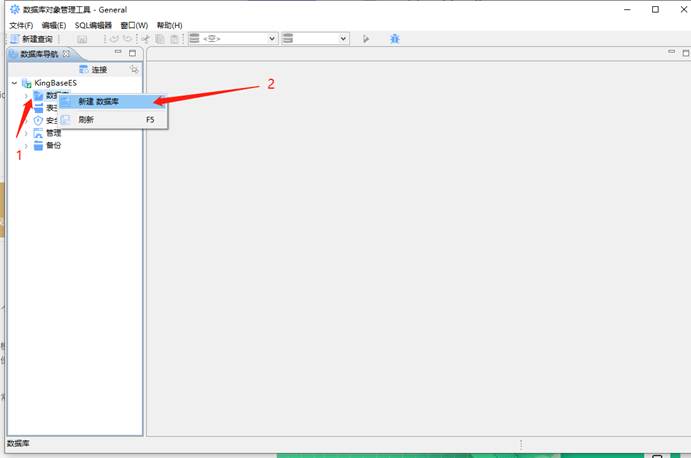 数据库对象管理工具 - General
文件(F) 编辑(E) SQL编辑器 窗口(W) 帮助(H)
新建查询 <空>
数据库导航
连接
KingBaseES
数据库
新建 数据库
2
表空
安全
刷新 F5
管理
1
备份
数据库